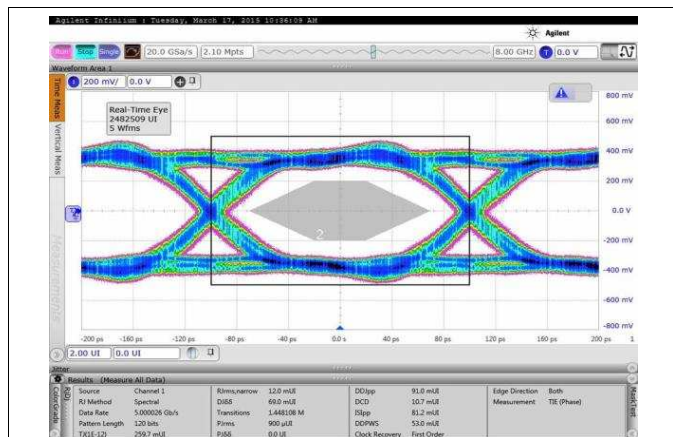 Agilent Infiniium : Tuesday, March 17, 2015 10:36:09 AM
Agilent
Run Stop Single 20.0 GSa/s 2.10 Mpts 8.00 GHz T 0.0 V
Waveform Area 1
200 mV/ 0.0 V
Time Meas
Vertical Meas
Measurements
Real-Time Eye
2482509 UI
5 Wfms
800 mV
600 mV
400 mV
200 mV
0.0 V
-200 mV
-400 mV
-600 mV
-800 mV
2
-200 ps -160 ps -120 ps -80 ps -40 ps 0.0 s 40 ps 80 ps 120 ps 160 ps 200 ps 1
2.00 UI 0.0 UI
Jitter
Results (Measure All Data)
Color Grade
RJDJ
MaskTest
Source Channel 1 RJrms,narrow 12.0 mUI DDJpp 91.0 mUI Edge Direction Both
RJ Method Spectral DJδδ 69.0 mUI DCD 10.7 mUI Measurement TIE (Phase)
Data Rate 5.000026 Gb/s Transitions 1.448108 M ISIpp 81.2 mUI
Pattern Length 120 bits PJrms 900 μUI DDPWS 53.0 mUI
TJ(1E-12) 259.7 mUI PJδδ 0.0 UI Clock Recovery First Order